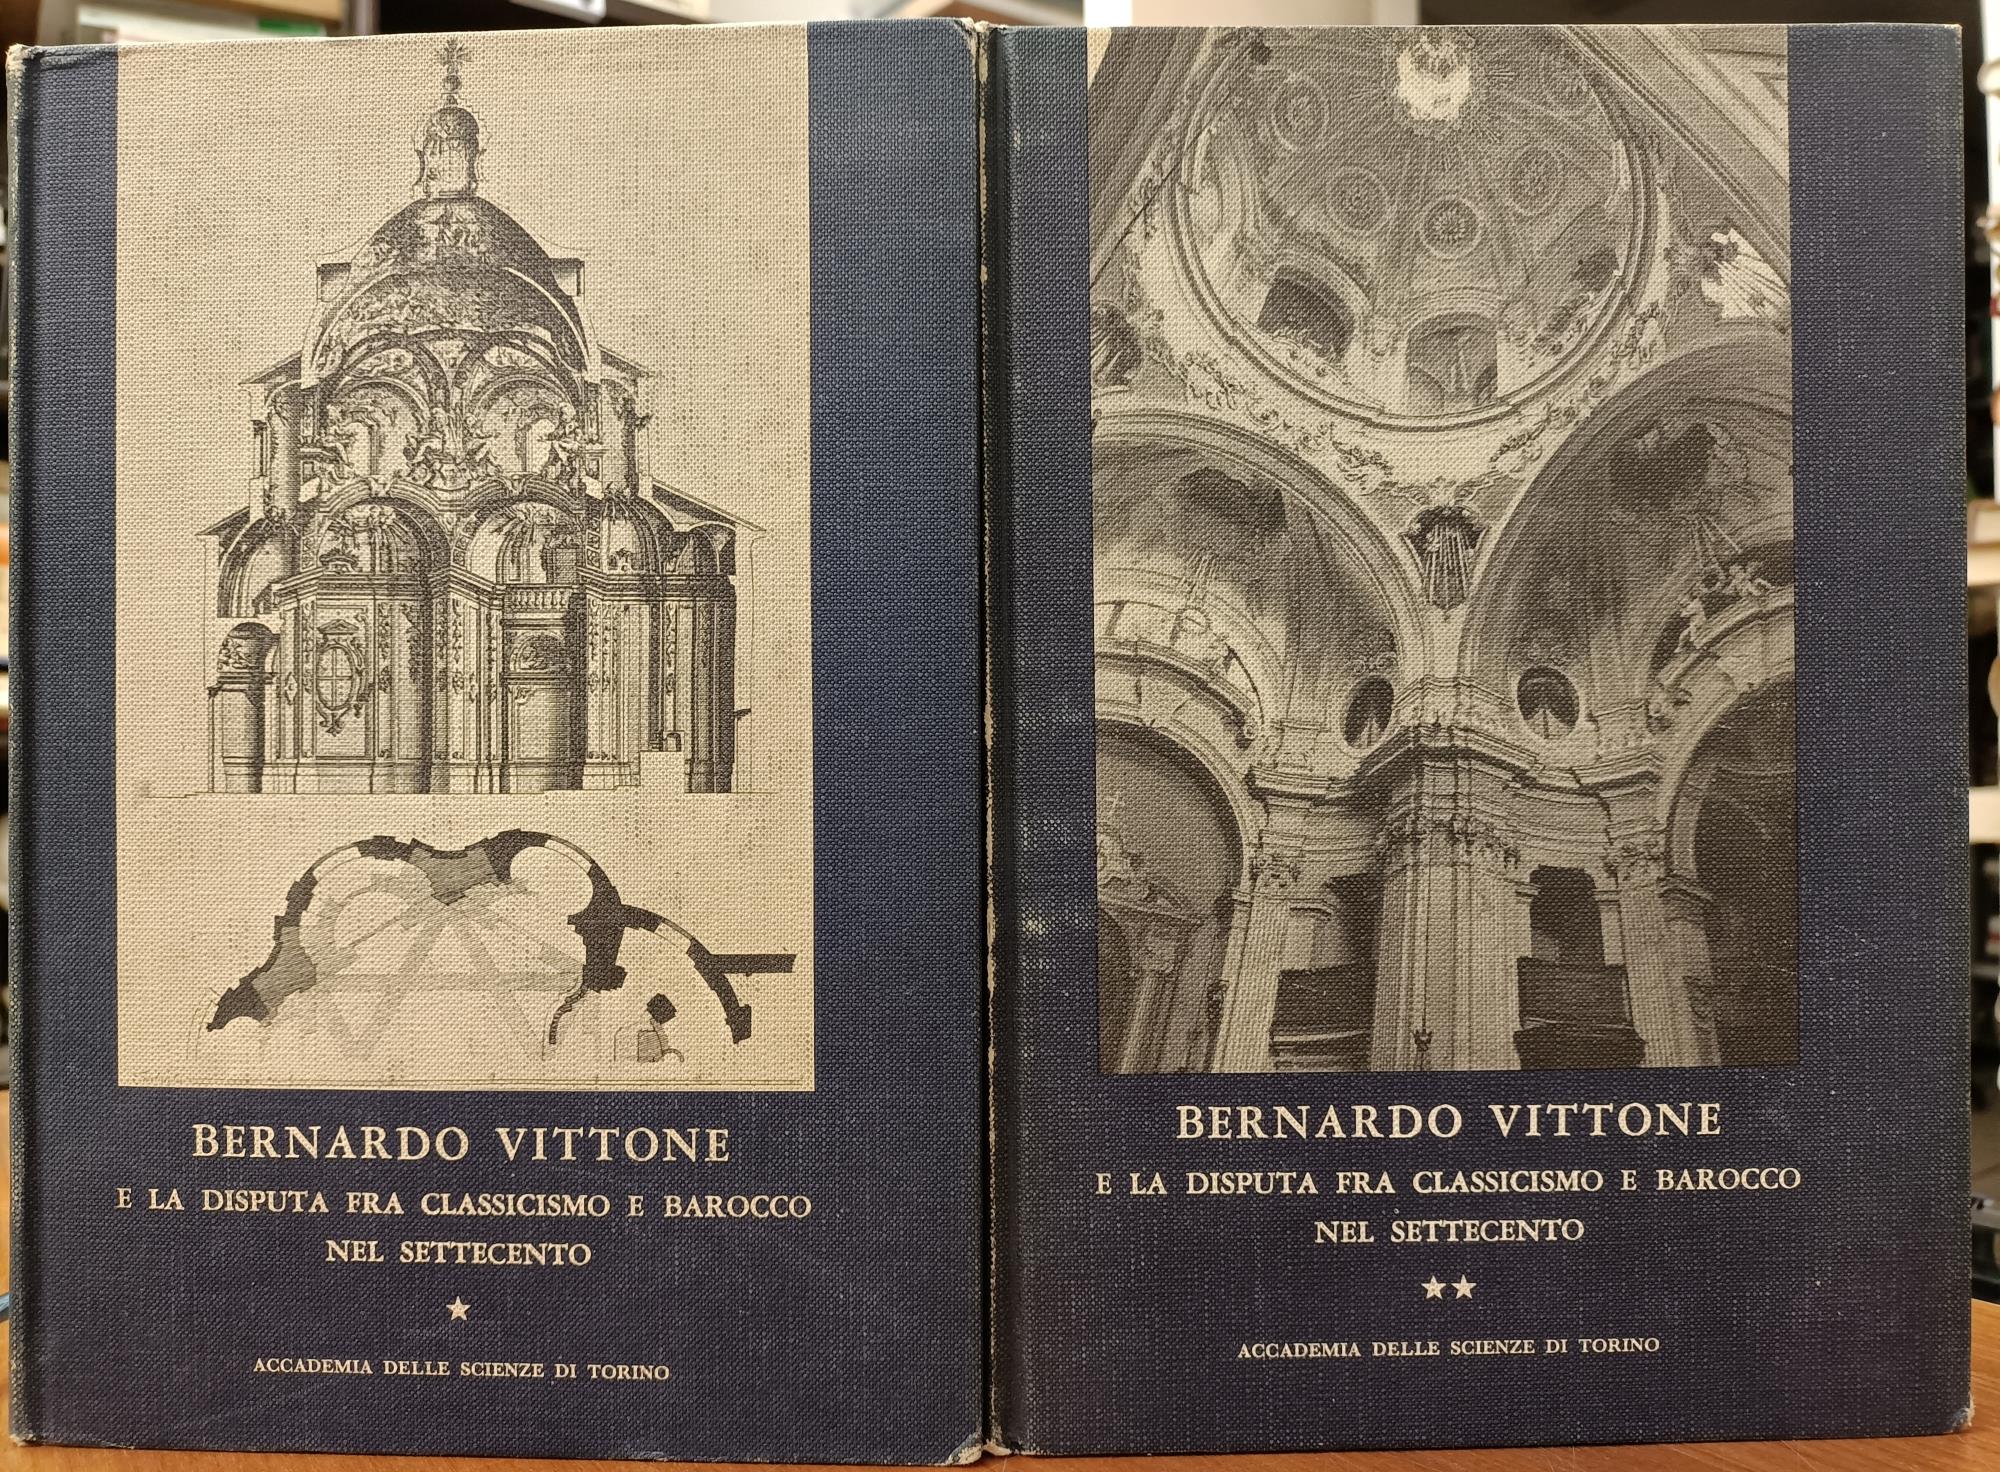 BERNARDO VITTONE
E LA DISPUTA FRA CLASSICISMO E BAROCCO
NEL SETTECENTO
ACCADEMIA DELLE SCIENZE DI TORINO
BERNARDO VITTONE
E LA DISPUTA FRA CLASSICISMO E BAROCCO
NEL SETTECENTO
ACCADEMIA DELLE SCIENZE DI TORINO